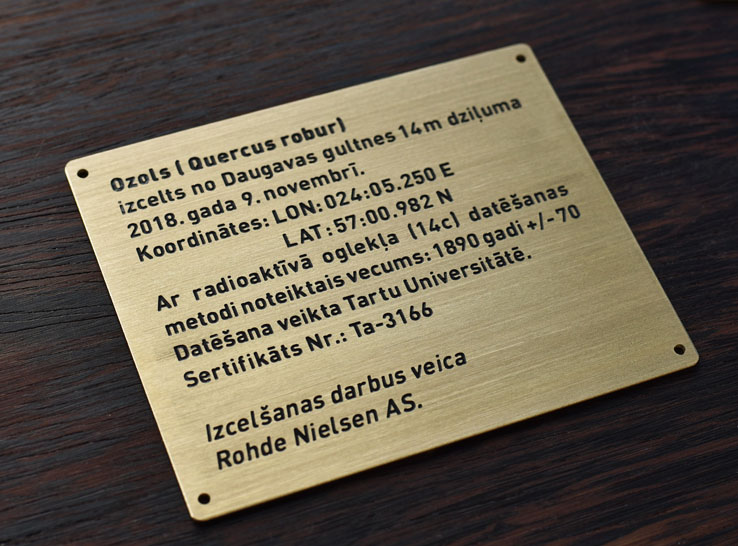 Ozols ( Quercus robur)
izcelts no Daugavas gultnes 14m dziļuma
2018. gada 9. novembrī.
Koordinātes: LON: 024:05.250 E
LAT: 57:00.982 N
Ar radioaktīvā oglekļa (14c) datēšanas
metodi noteiktais vecums: 1890 gadi +/-70
Datēšana veikta Tartu Universitātē.
Sertifikāts Nr.: Ta-3166
Izcelšanas darbus veica
Rohde Nielsen AS.